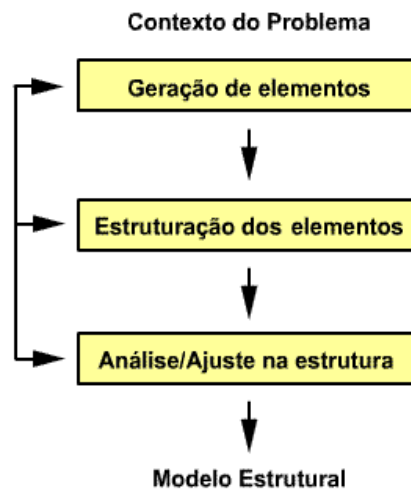 Contexto do Problema
Geração de elementos
Estruturação dos elementos
Análise/Ajuste na estrutura
Modelo Estrutural